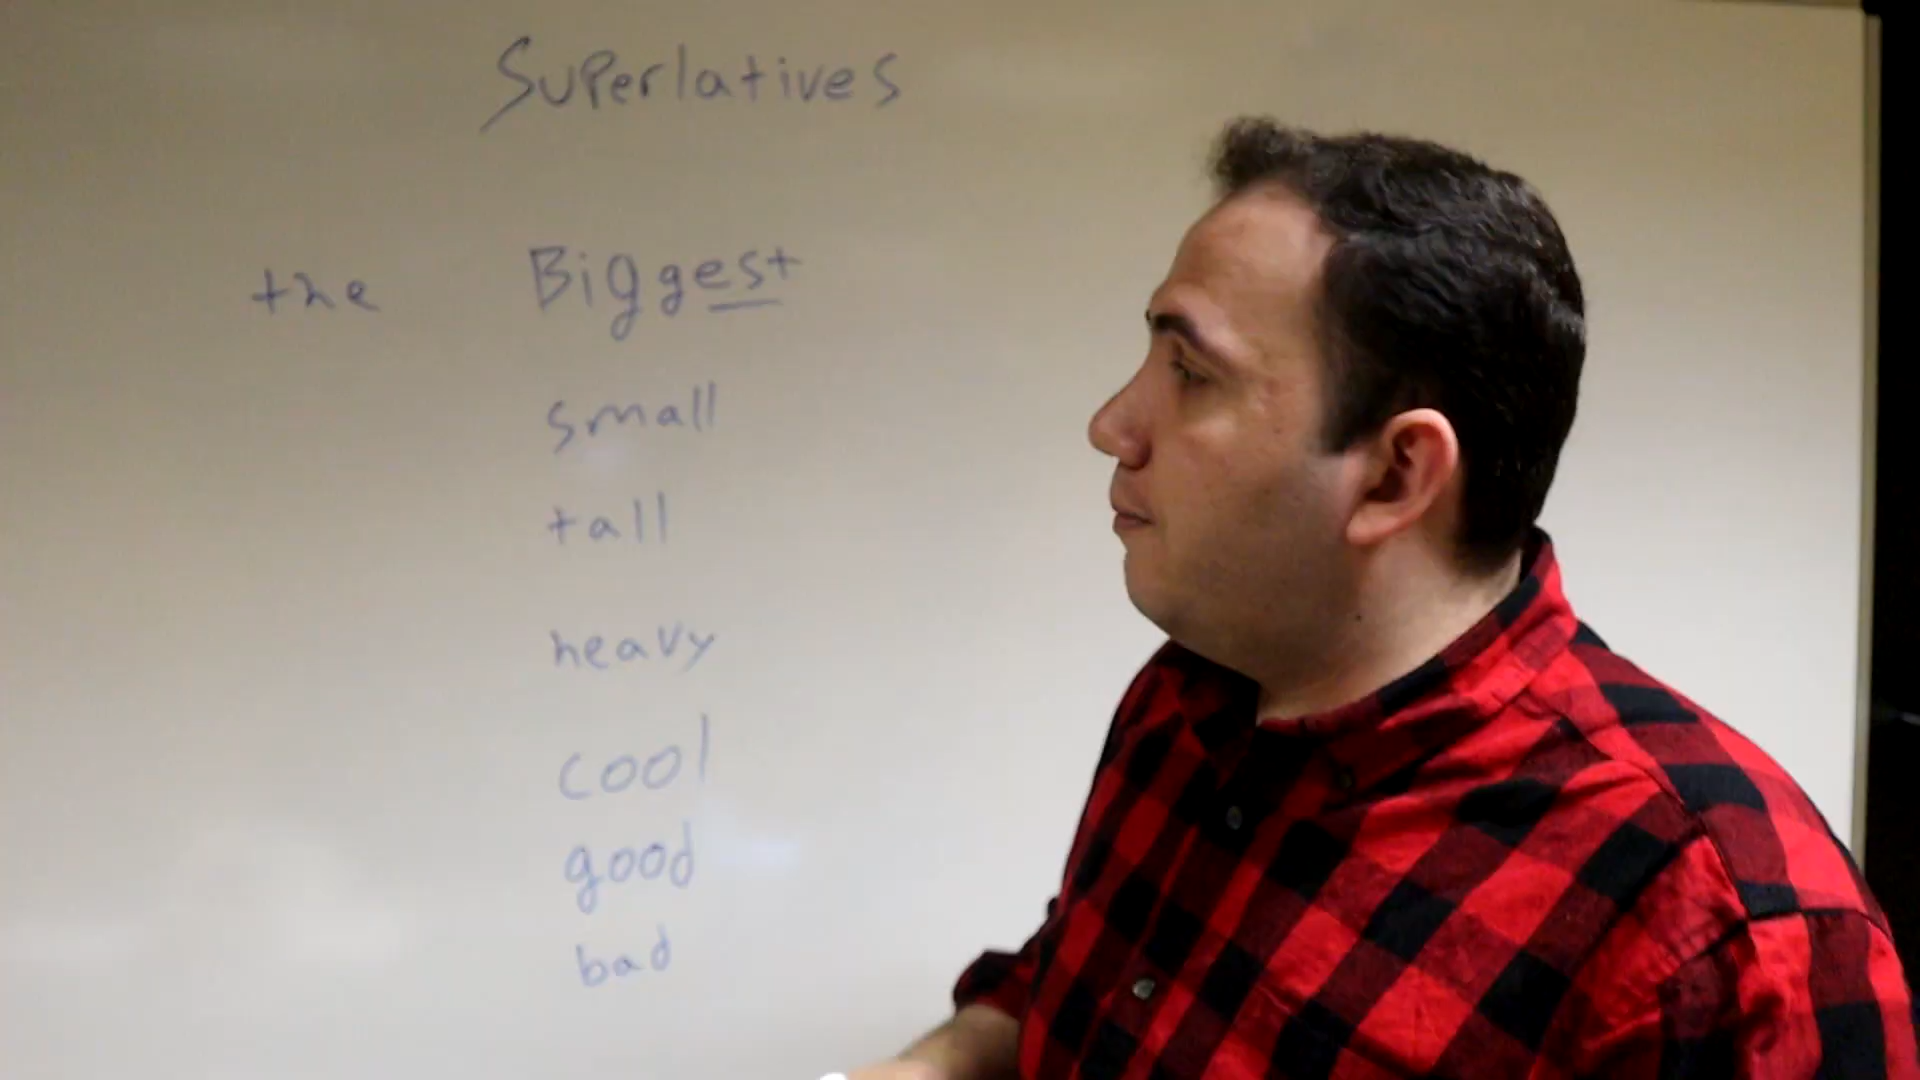 Superlatives
the Biggest
small
tall
heavy
cool
good
bad